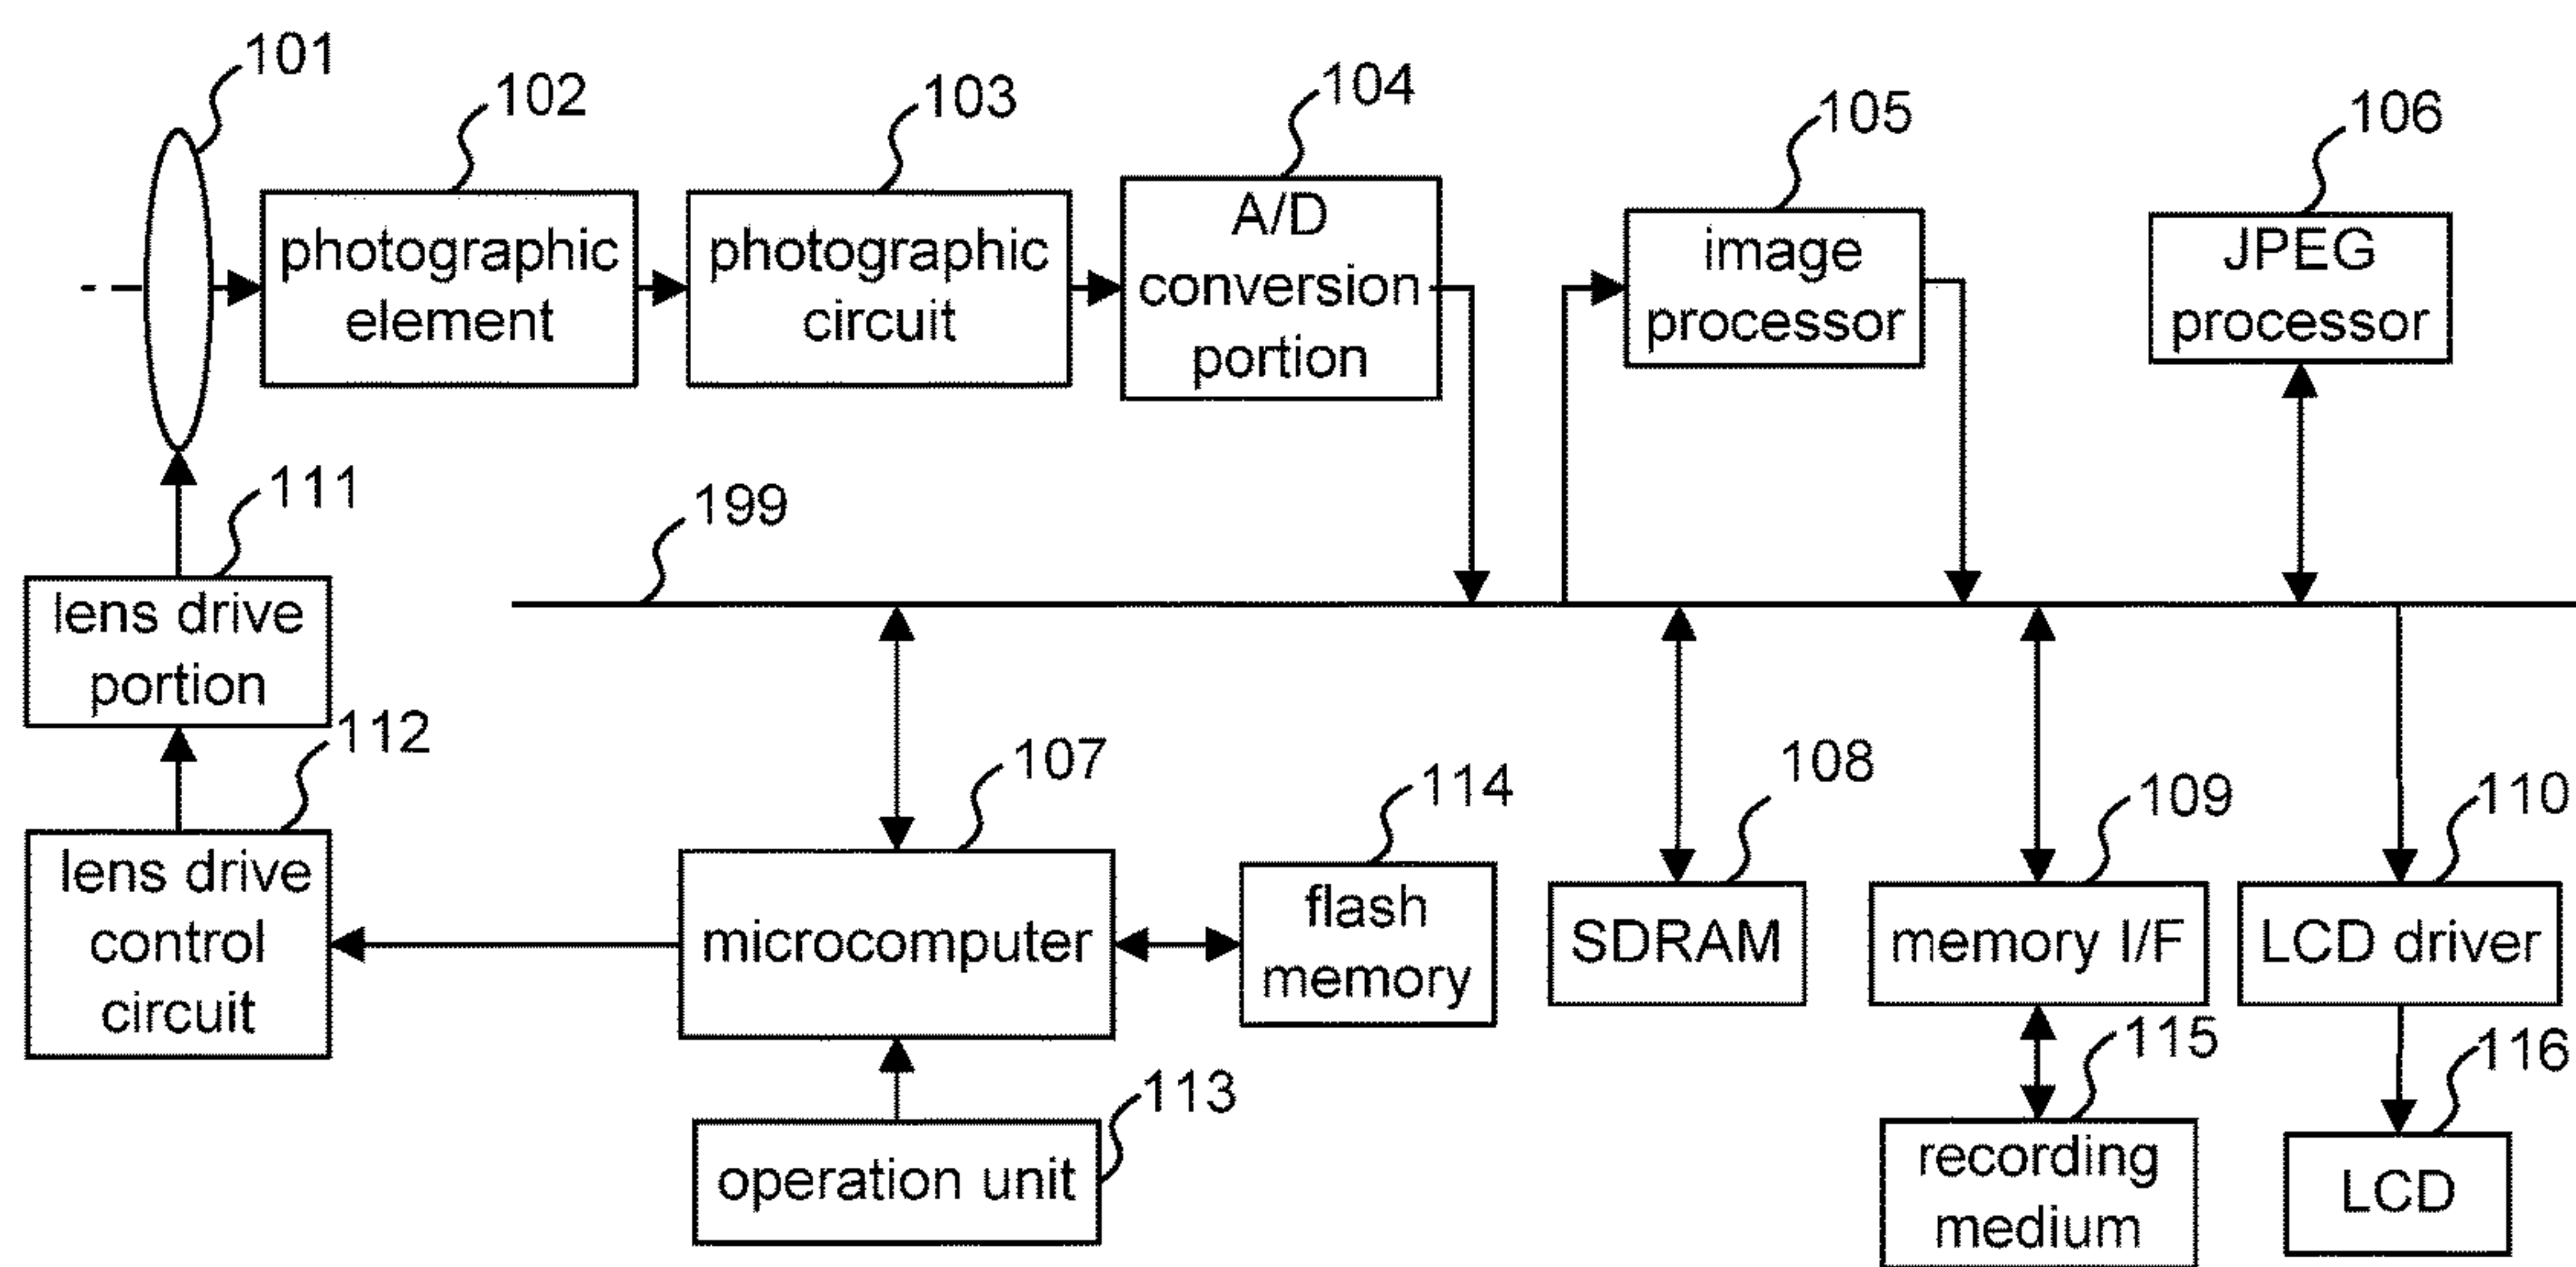 101
102
103
104
105
106
photographic
element
photographic
circuit
A/D
conversion
portion
image
processor
JPEG
processor
111
199
lens drive
portion
112
107
114
108
109
110
lens drive
control
circuit
microcomputer
flash
memory
SDRAM
memory I/F
LCD driver
113
115
116
operation unit
recording
medium
LCD